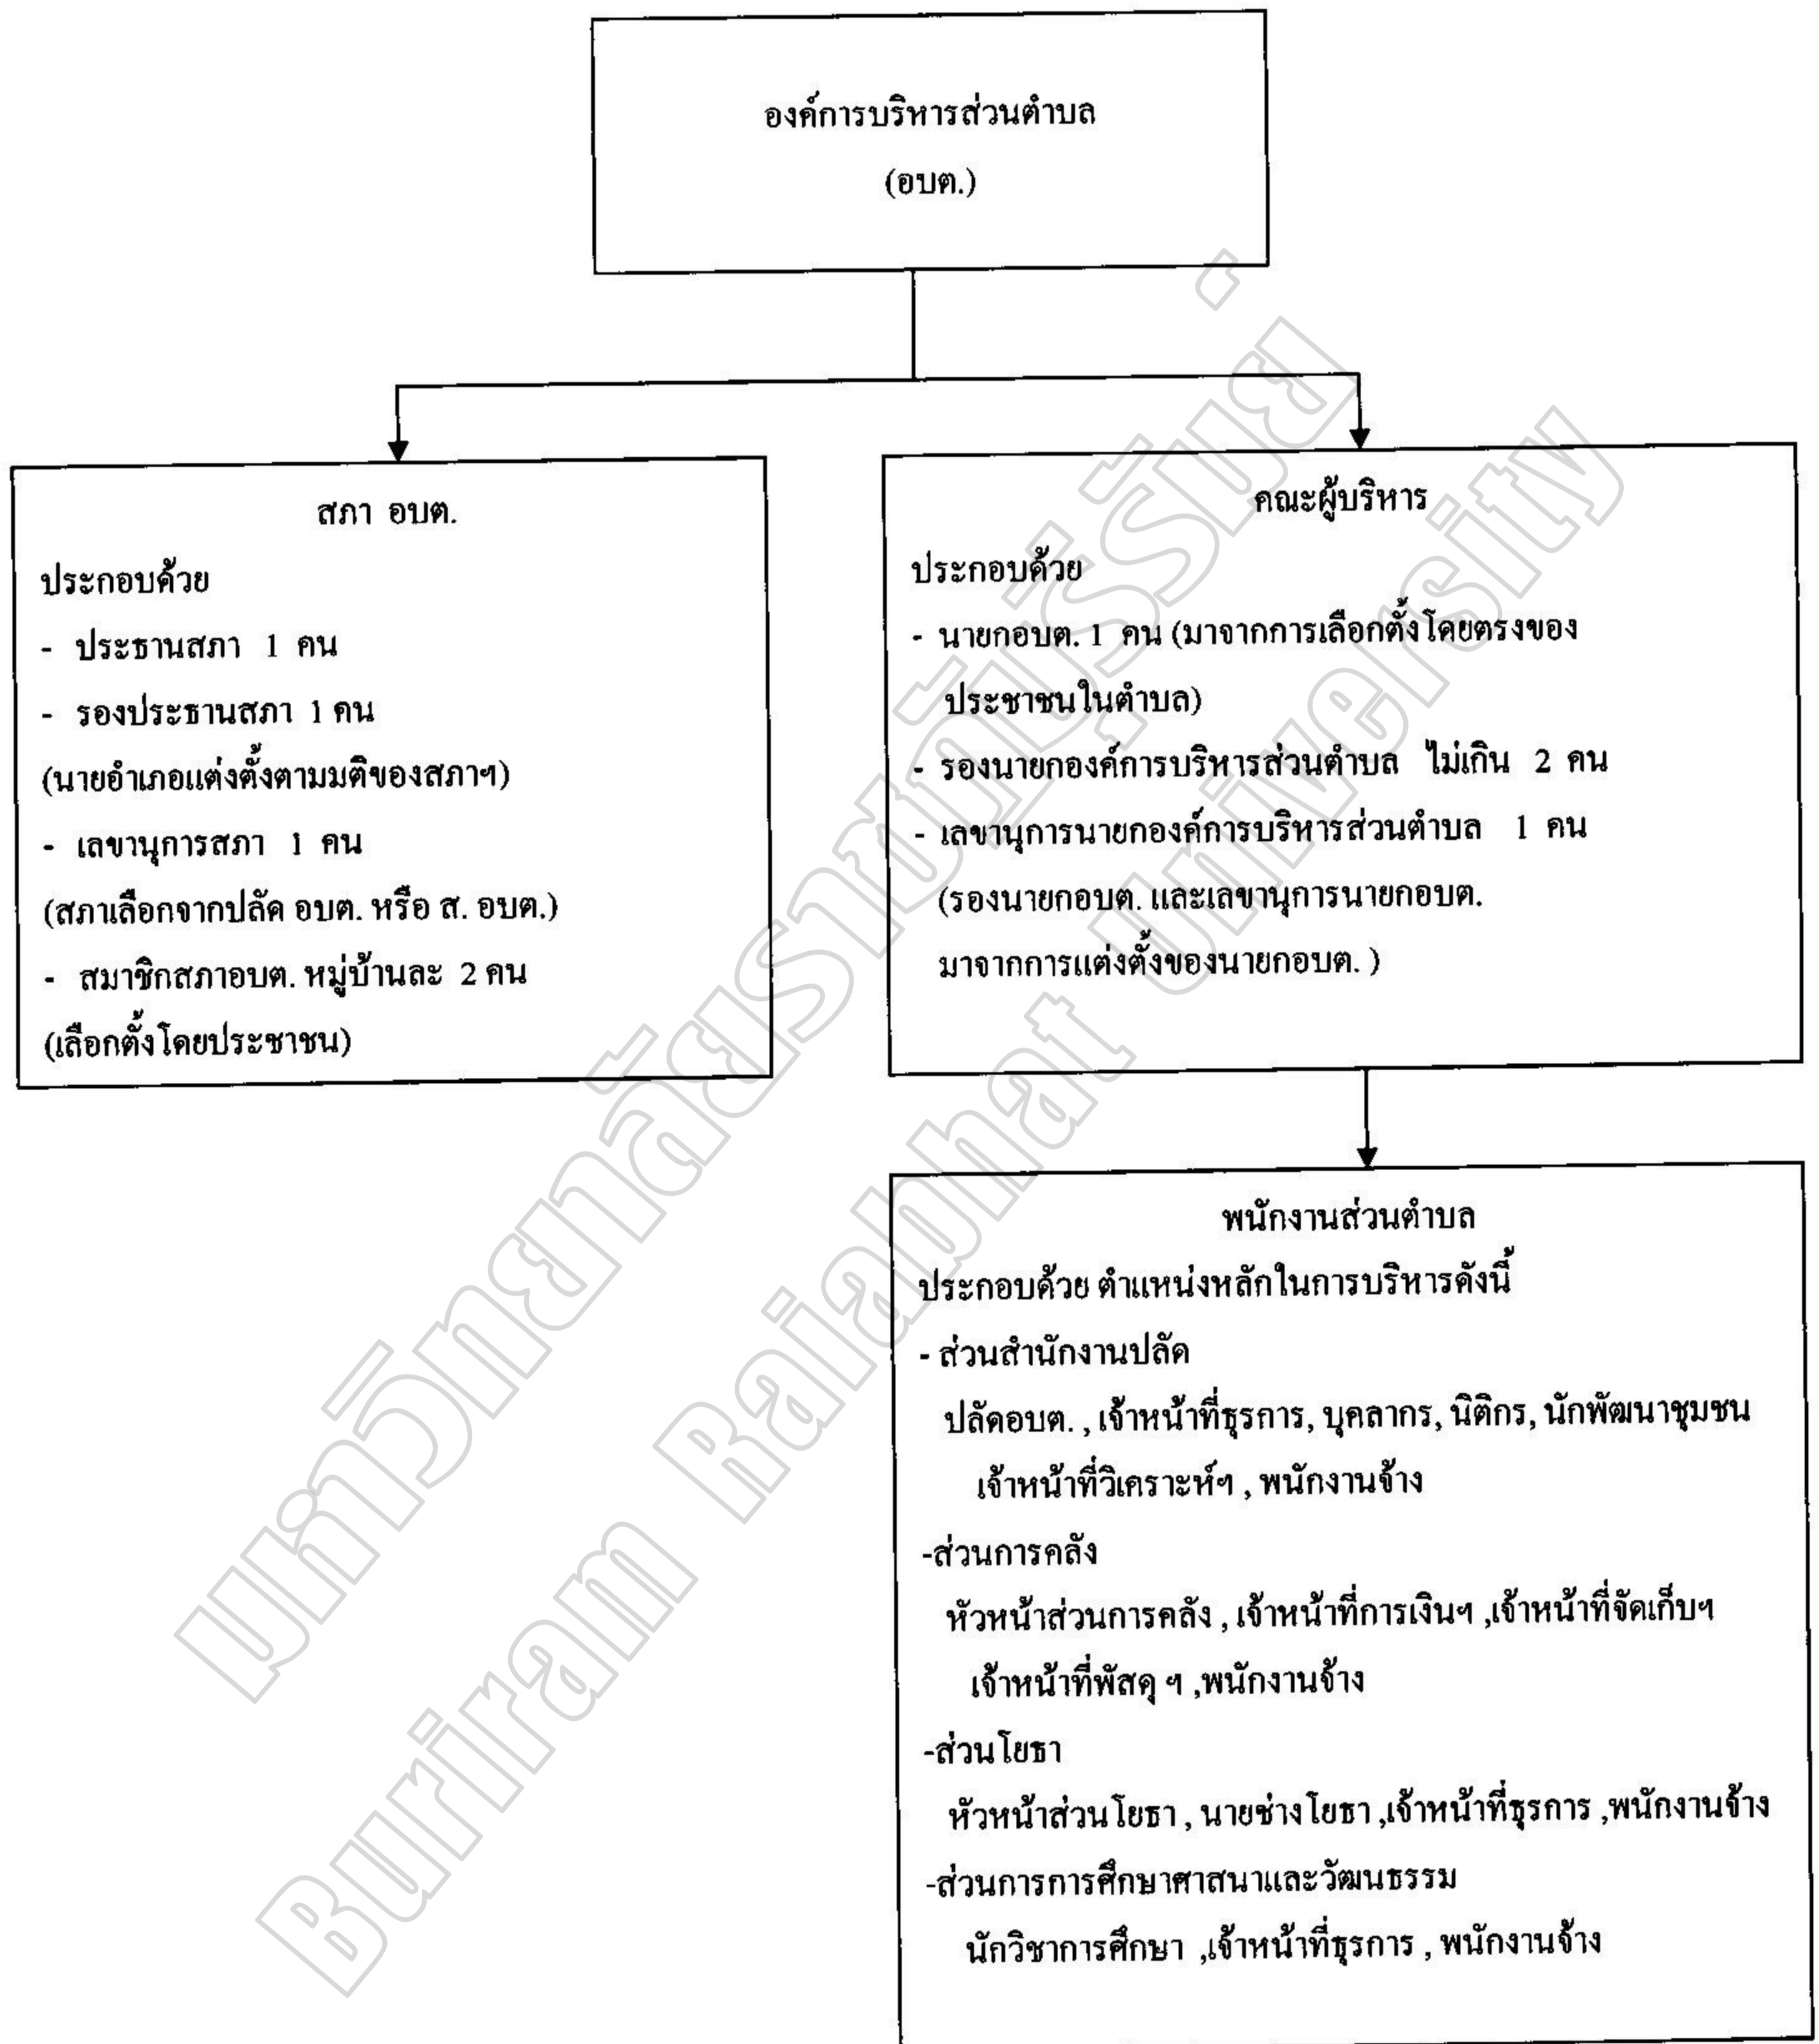 องค์การบริหารส่วนตำบล
(อบต.)
สภา อบต.
ประกอบด้วย
- ประธานสภา 1 คน
- รองประธานสภา 1 คน
(นายอำเภอแต่งตั้งตามมติของสภาฯ)
- เลขานุการสภา 1 คน
(สภาเลือกจากปลัด อบต. หรือ ส. อบต.)
- สมาชิกสภาอบต. หมู่บ้านละ 2 คน
(เลือกตั้งโดยประชาชน)
คณะผู้บริหาร
ประกอบด้วย
- นายกอบต. 1 คน (มาจากการเลือกตั้งโดยตรงของ
ประชาชนในตำบล)
- รองนายกองค์การบริหารส่วนตำบล ไม่เกิน 2 คน
- เลขานุการนายกองค์การบริหารส่วนตำบล 1 คน
(รองนายกอบต. และเลขานุการนายกอบต.
มาจากการแต่งตั้งของนายกอบต. )
พนักงานส่วนตำบล
ประกอบด้วย ตำแหน่งหลักในการบริหารดังนี้
- ส่วนสำนักงานปลัด
ปลัดอบต. , เจ้าหน้าที่ธุรการ, บุคลากร, นิติกร, นักพัฒนาชุมชน
เจ้าหน้าที่วิเคราะห์ฯ , พนักงานจ้าง
-ส่วนการคลัง
หัวหน้าส่วนการคลัง , เจ้าหน้าที่การเงินฯ ,เจ้าหน้าที่จัดเก็บฯ
เจ้าหน้าที่พัสดุ ฯ ,พนักงานจ้าง
-ส่วนโยธา
หัวหน้าส่วนโยธา , นายช่างโยธา ,เจ้าหน้าที่ธุรการ ,พนักงานจ้าง
-ส่วนการการศึกษาศาสนาและวัฒนธรรม
นักวิชาการศึกษา ,เจ้าหน้าที่ธุรการ , พนักงานจ้าง
มหาวิทยาลัยราชภัฏบุรีรัมย์
Buriram Rajabhat University